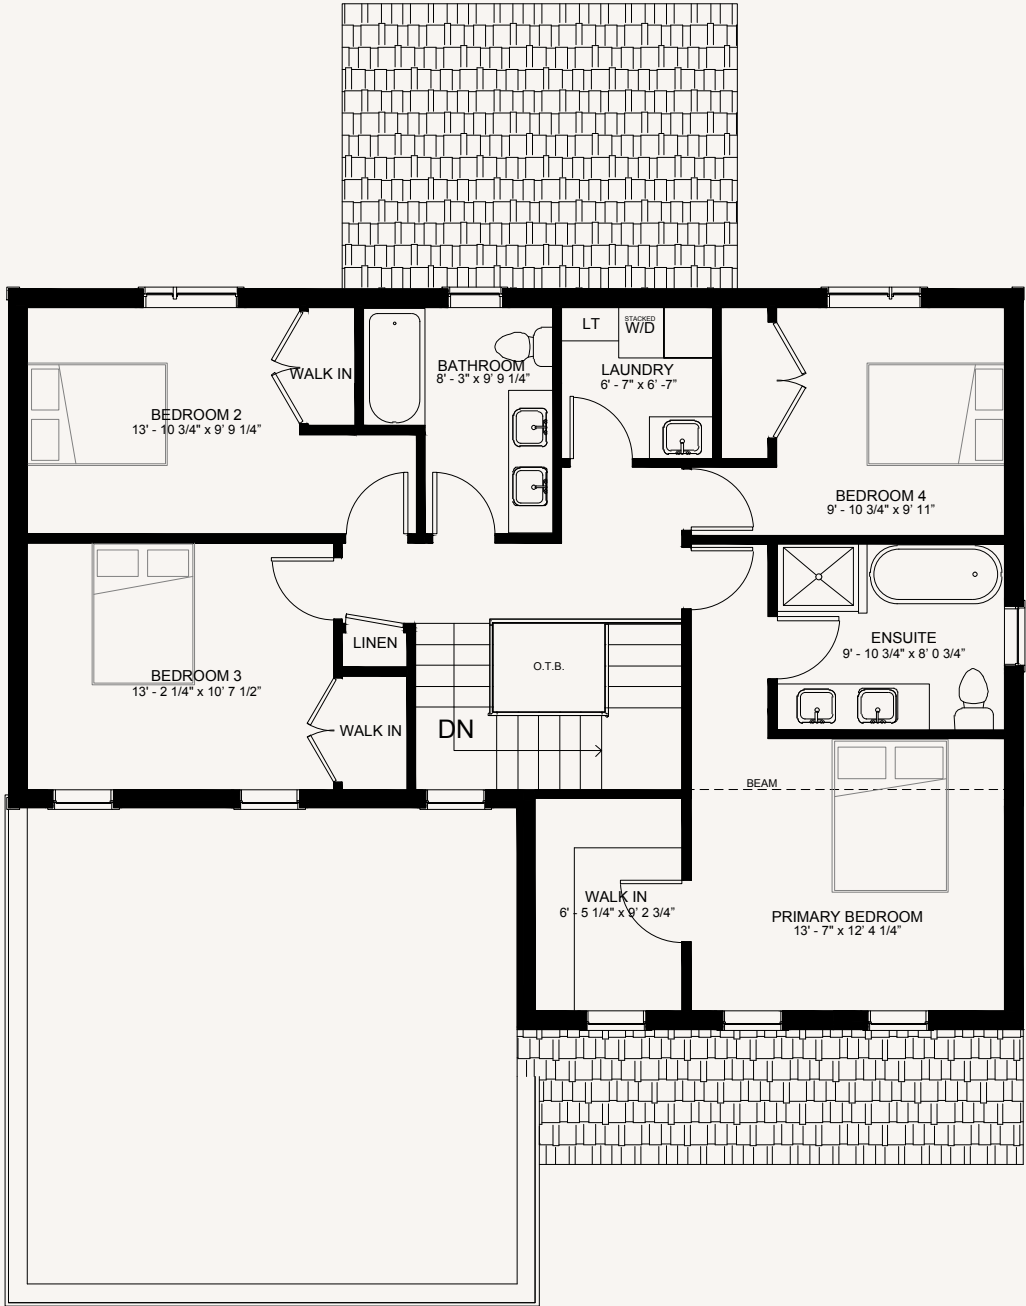 LT
STACKED
W/D
BATHROOM
8' - 3" x 9' 9 1/4"
LAUNDRY
6' - 7" x 6' -7"
WALK IN
BEDROOM 2
13' - 10 3/4" x 9' 9 1/4"
BEDROOM 4
9' - 10 3/4" x 9' 11"
LINEN
ENSUITE
9' - 10 3/4" x 8' 0 3/4"
O.T.B.
BEDROOM 3
13' - 2 1/4" x 10' 7 1/2"
WALK IN
DN
BEAM
WALK IN
6' - 5 1/4" x 9' 2 3/4"
PRIMARY BEDROOM
13' - 7" x 12' 4 1/4"